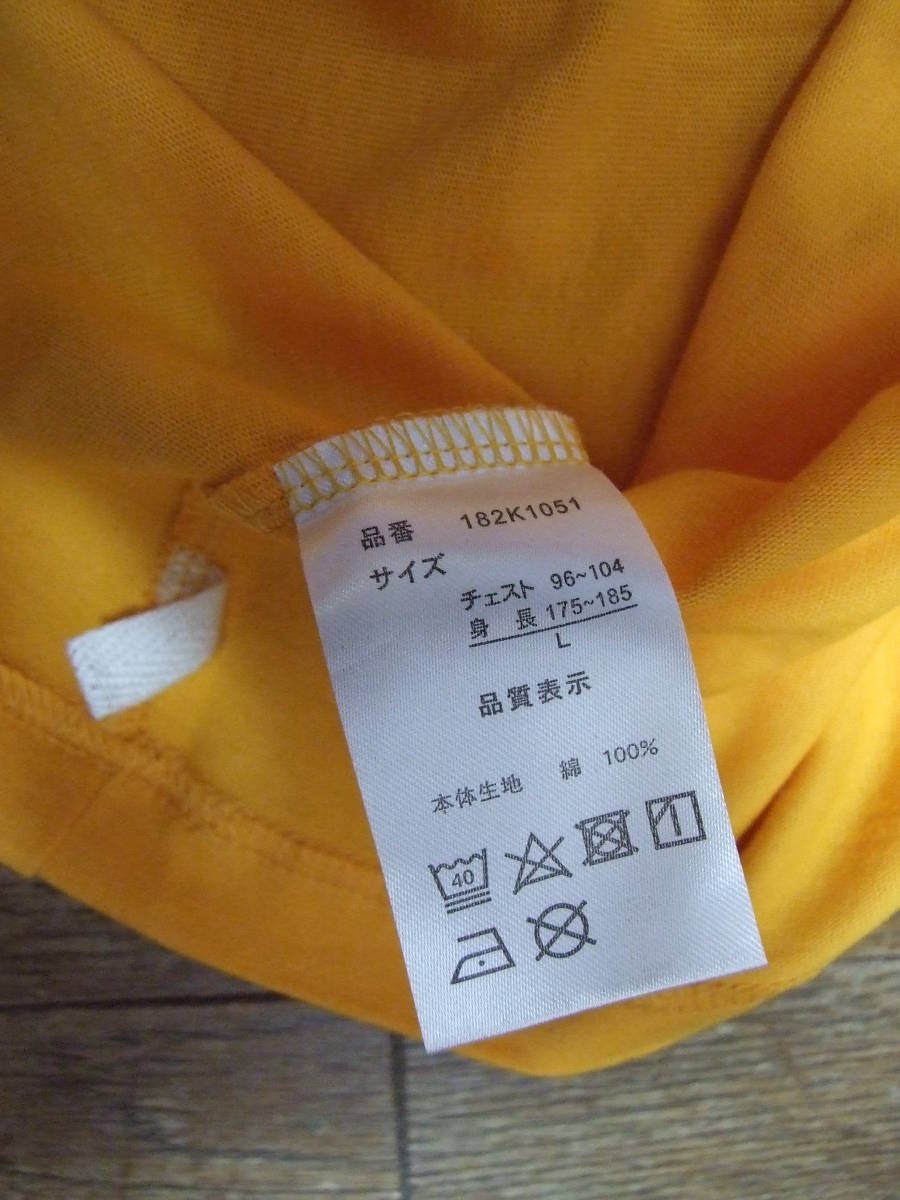 品番 182K1051
サイズ
チェスト 96~104
身 長 175~185
L
品質表示
本体生地 綿 100%
40